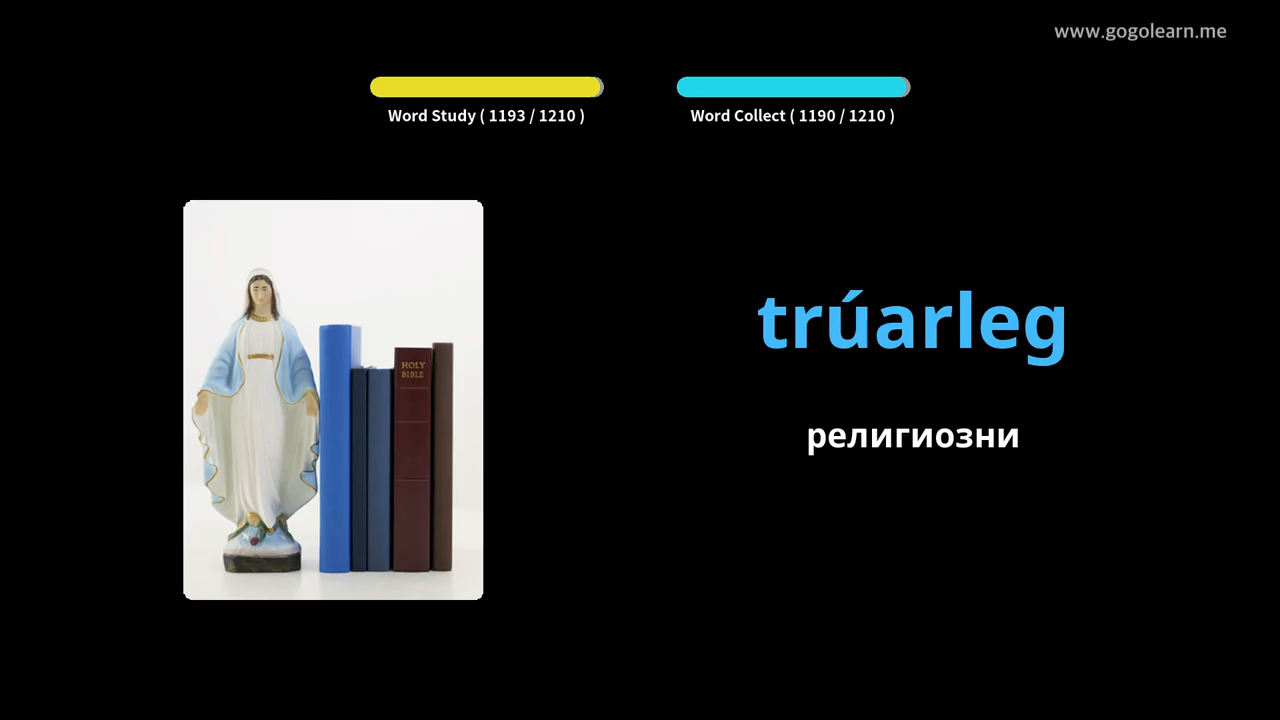 www.gogolearn.me
Word Study ( 1193 / 1210 )
Word Collect ( 1190 / 1210 )
HOLY
BIBLE
trúarleg
религиозни